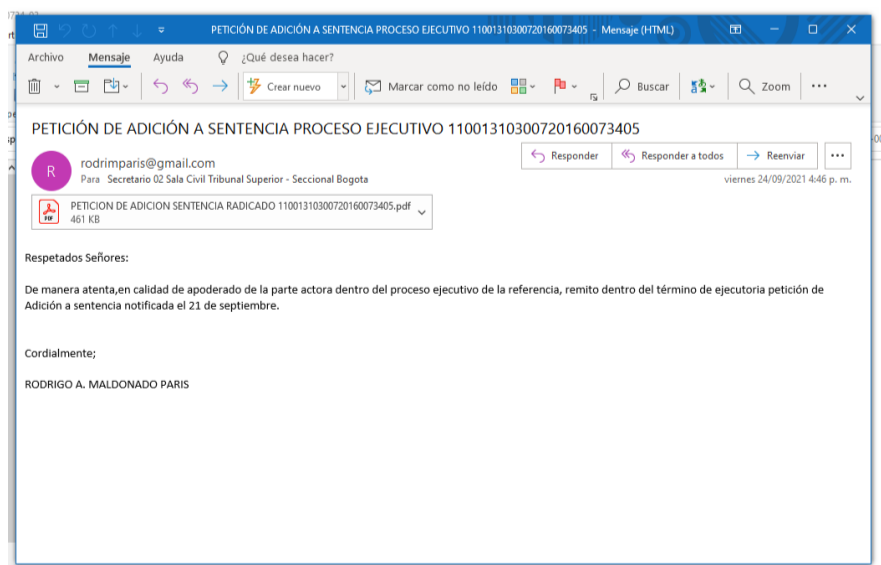 PETICIÓN DE ADICIÓN A SENTENCIA PROCESO EJECUTIVO 11001310300720160073405 - Mensaje (HTML)
Archivo Mensaje Ayuda ¿Qué desea hacer?
Crear nuevo Marcar como no leído Buscar Zoom
PETICIÓN DE ADICIÓN A SENTENCIA PROCESO EJECUTIVO 11001310300720160073405
R
rodrimparis@gmail.com
Para Secretario 02 Sala Civil Tribunal Superior - Seccional Bogota
Responder Responder a todos Reenviar
viernes 24/09/2021 4:46 p. m.
PDF
PETICION DE ADICION SENTENCIA RADICADO 11001310300720160073405.pdf
461 KB
Respetados Señores:
De manera atenta,en calidad de apoderado de la parte actora dentro del proceso ejecutivo de la referencia, remito dentro del término de ejecutoria petición de
Adición a sentencia notificada el 21 de septiembre.
Cordialmente;
RODRIGO A. MALDONADO PARIS